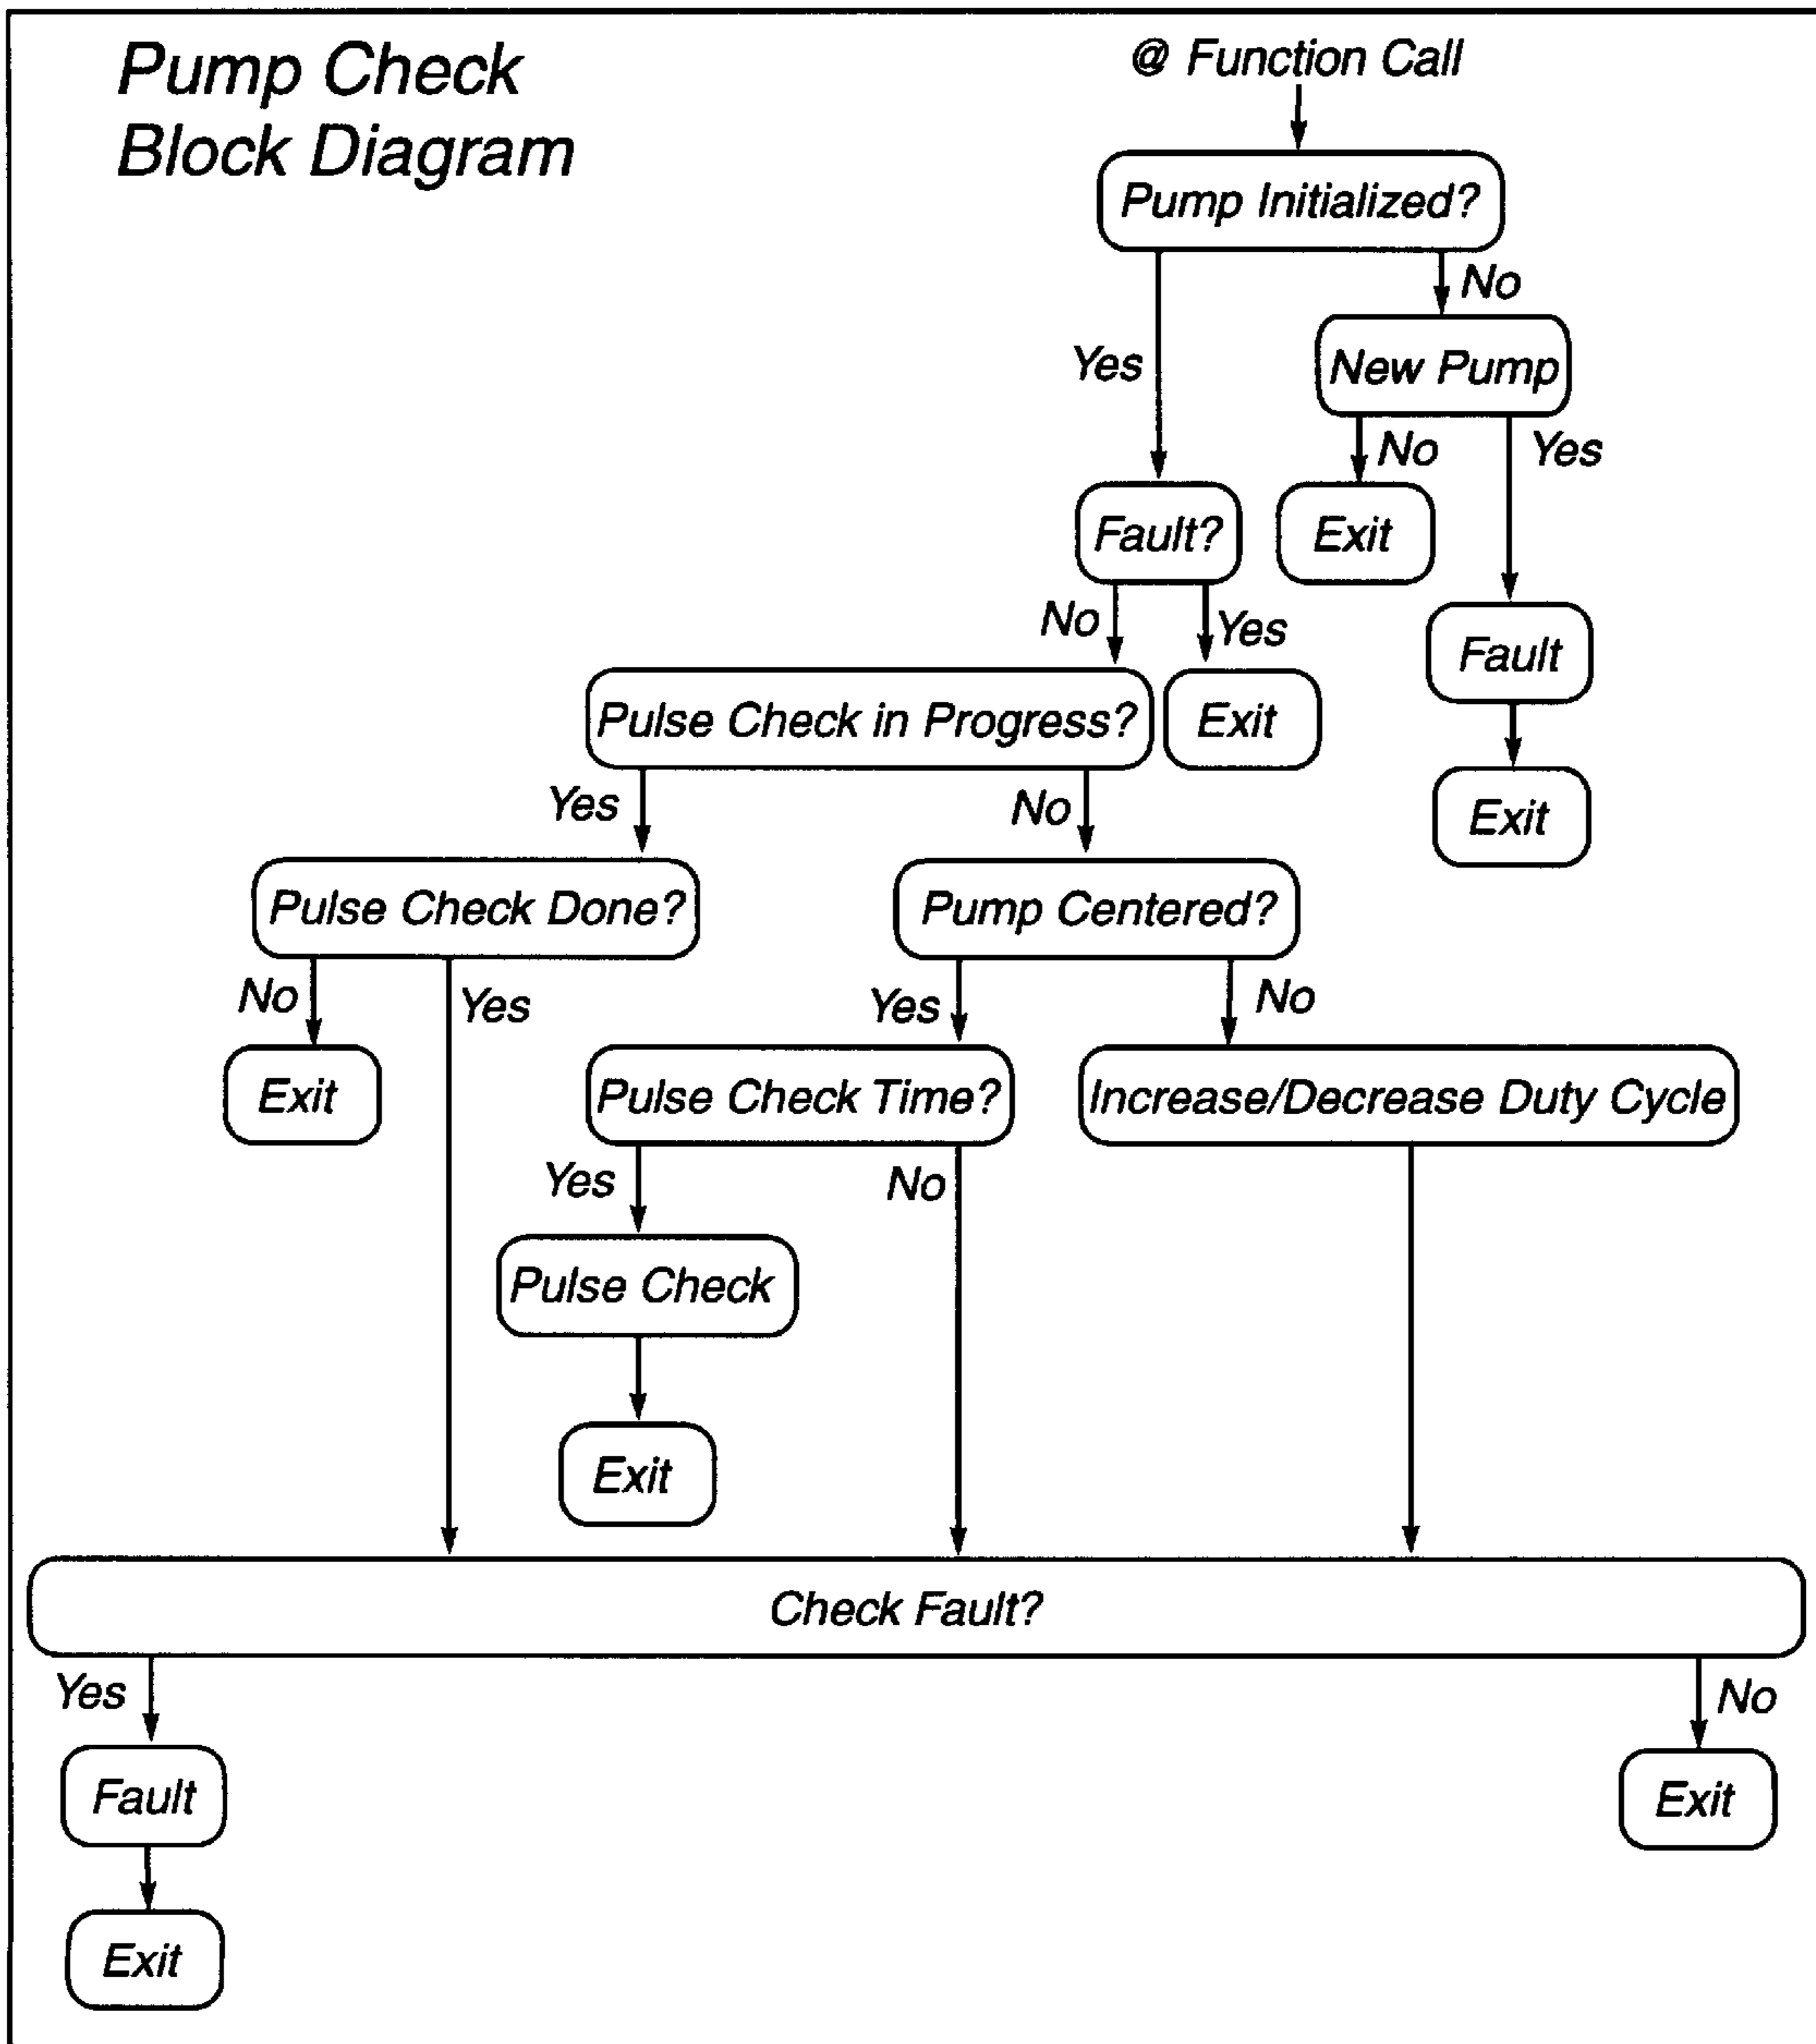 Pump Check
Block Diagram
@ Function Call
Pump Initialized?
No
Yes
New Pump
No
Yes
Fault?
Exit
No
Yes
Fault
Pulse Check in Progress?
Exit
Yes
No
Exit
Pulse Check Done?
Pump Centered?
No
Yes
Yes
No
Exit
Pulse Check Time?
Increase/Decrease Duty Cycle
Yes
No
Pulse Check
Exit
Check Fault?
Yes
No
Fault
Exit
Exit